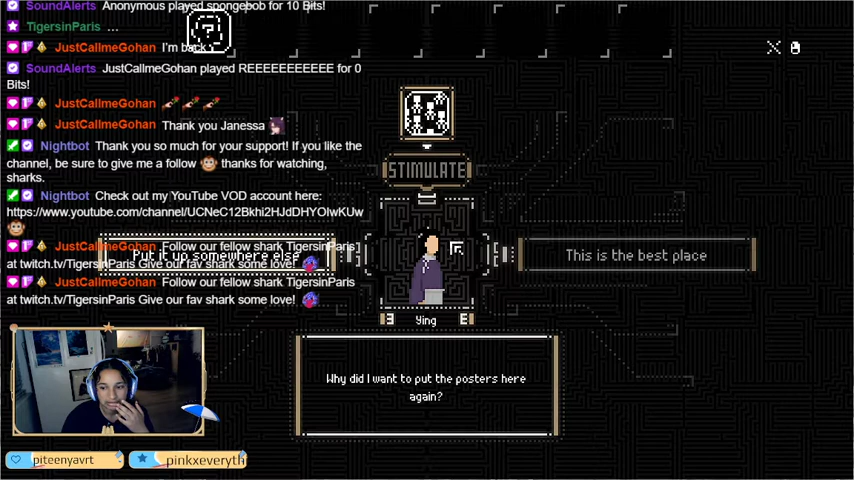 SoundAlerts Anonymous played spongebob for 10 Bits!
TigersinParis ...
JustCallmeGohan I'm back
SoundAlerts JustCallmeGohan played REEEEEEEEEEE for 0
Bits!
JustCallmeGohan
JustCallmeGohan Thank you Janessa
Nightbot Thank you so much for your support! If you like the
channel, be sure to give me a follow thanks for watching,
sharks.
Nightbot Check out my YouTube VOD account here:
https://www.youtube.com/channel/UCNeC12Bkhi2HJdDHYOlwKUw
JustCallmeGohan Follow our fellow shark TigersinParis
at twitch.tv/TigersinParis Give our fav shark some love!
JustCallmeGohan Follow our fellow shark TigersinParis
at twitch.tv/TigersinParis Give our fav shark some love!
?
STIMULATE
Put it up somewhere else
This is the best place
Ying
Why did I want to put the posters here
again?
piteenyavrt
pinkxeveryth